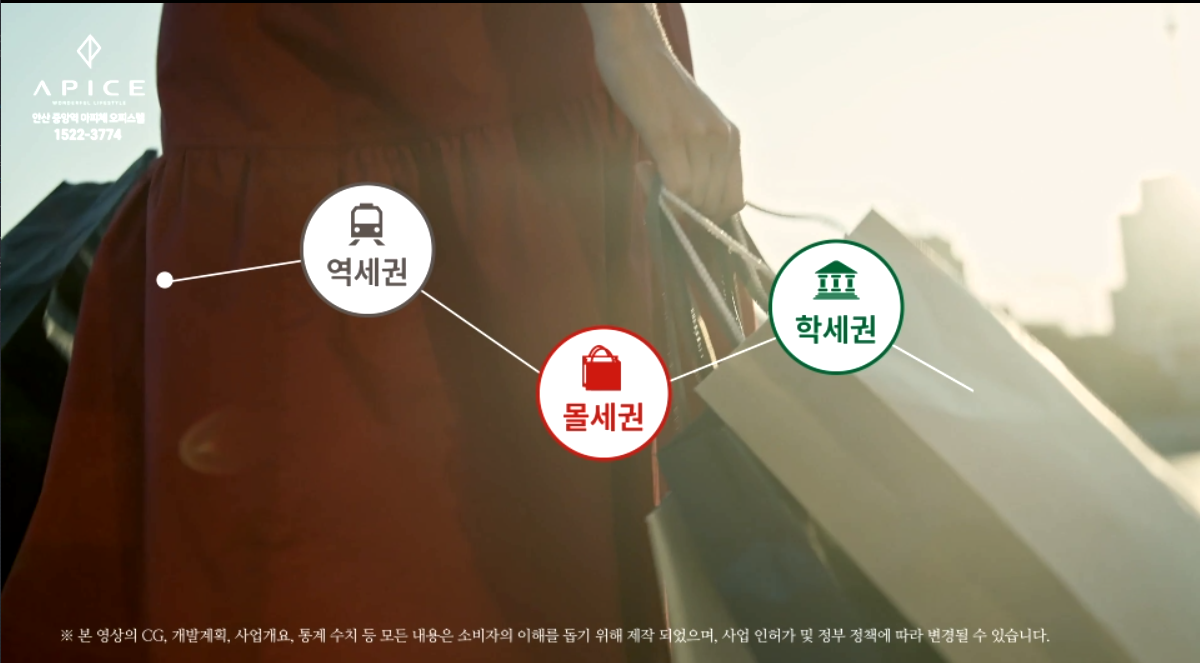 APICE
WONDERFUL LIFESTYLE
안산 중앙역 아피체 오피스텔
1522-3774
역세권
학세권
몰세권
※ 본 영상의 CG, 개발계획, 사업개요, 통계 수치 등 모든 내용은 소비자의 이해를 돕기 위해 제작 되었으며, 사업 인허가 및 정부 정책에 따라 변경될 수 있습니다.